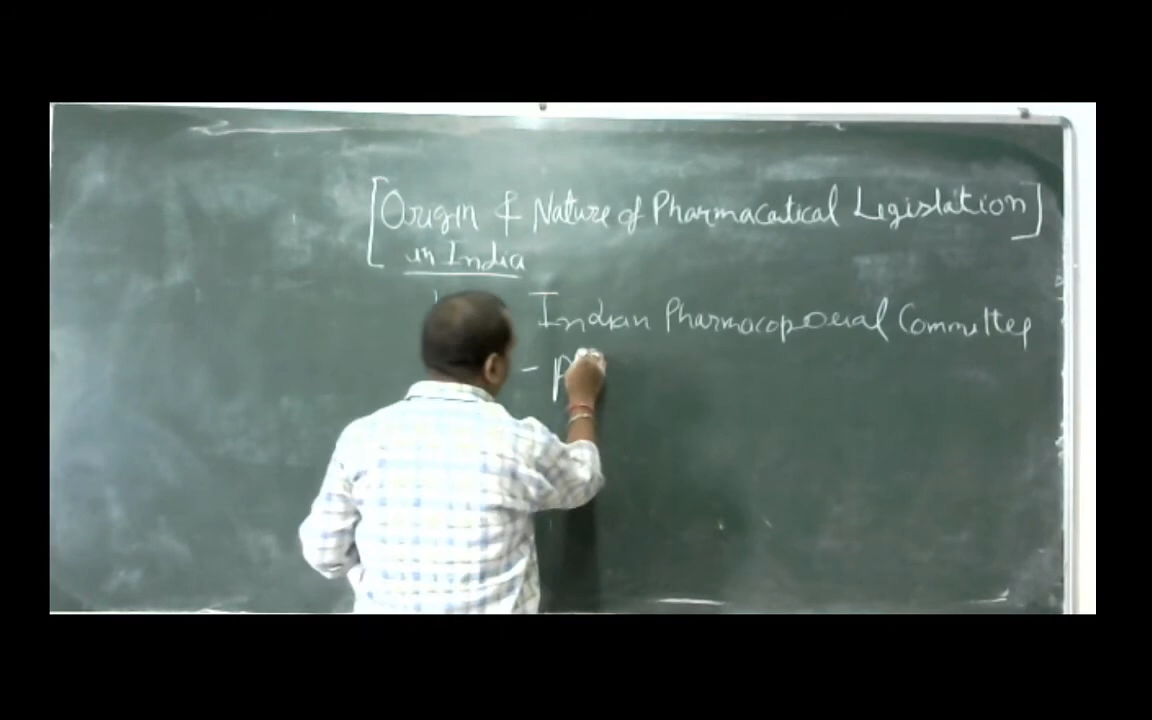 [Origin & Nature of Pharmacatical Legislation]
in India
Indian Pharmacopoeial Committee
- P